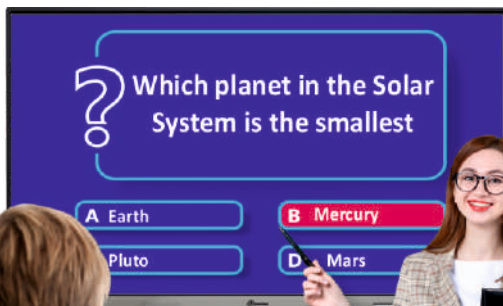 ?
Which planet in the Solar
System is the smallest
A Earth
B Mercury
Pluto
D Mars